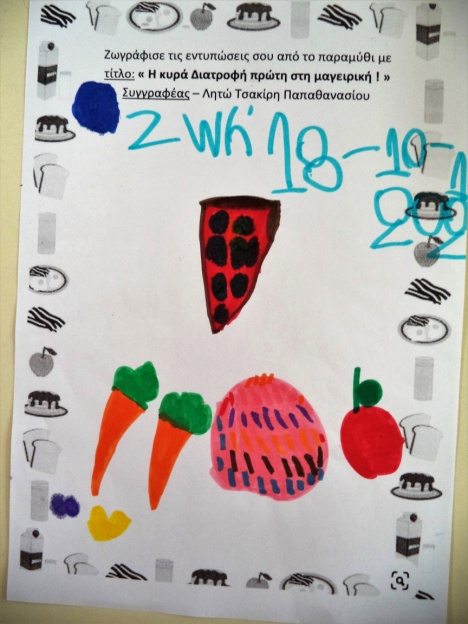 Ζωγράφισε τις εντυπώσεις σου από το παραμύθι με
τίτλο: « Η κυρά Διατροφή πρώτη στη μαγειρική ! »
Συγγραφέας – Λητώ Τσακίρη Παπαθανασίου
Ζωή 18-10-